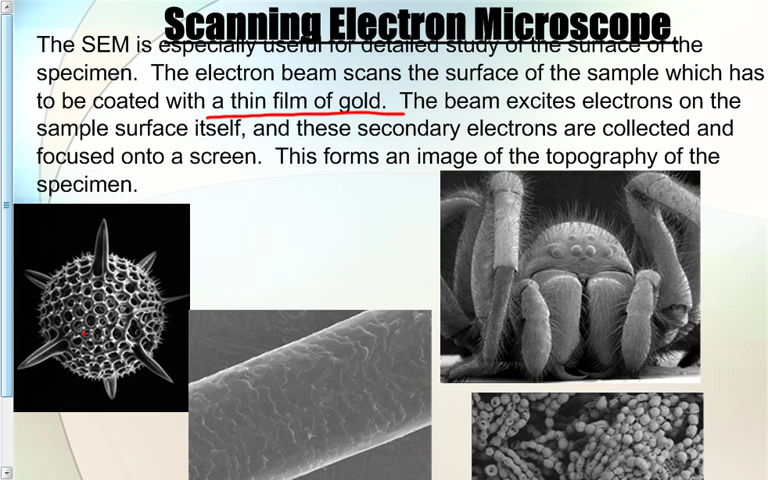 Scanning Electron Microscope
The SEM is especially useful for detailed study of the surface of the
specimen.  The electron beam scans the surface of the sample which has
to be coated with a thin film of gold.  The beam excites electrons on the
sample surface itself, and these secondary electrons are collected and
focused onto a screen.  This forms an image of the topography of the
specimen.